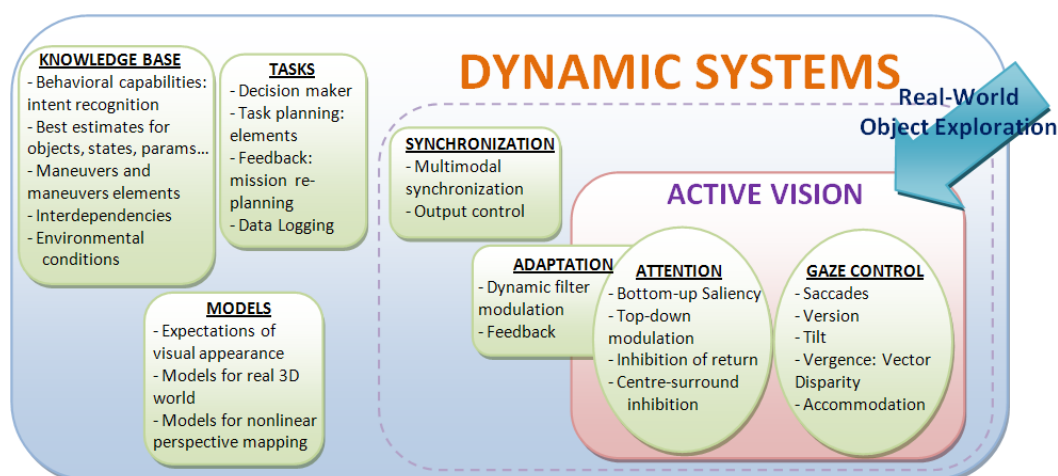 DYNAMIC SYSTEMS
Real-World
Object Exploration
KNOWLEDGE BASE
- Behavioral capabilities:
intent recognition
- Best estimates for
objects, states, params...
- Maneuvers and
maneuvers elements
- Interdependencies
- Environmental
conditions
TASKS
- Decision maker
- Task planning:
elements
- Feedback:
mission re-
planning
- Data Logging
SYNCHRONIZATION
- Multimodal
synchronization
- Output control
ACTIVE VISION
ADAPTATION
- Dynamic filter
modulation
- Feedback
ATTENTION
- Bottom-up Saliency
- Top-down
modulation
- Inhibition of return
- Centre-surround
inhibition
GAZE CONTROL
- Saccades
- Version
- Tilt
- Vergence: Vector
Disparity
- Accommodation
MODELS
- Expectations of
visual appearance
- Models for real 3D
world
- Models for nonlinear
perspective mapping